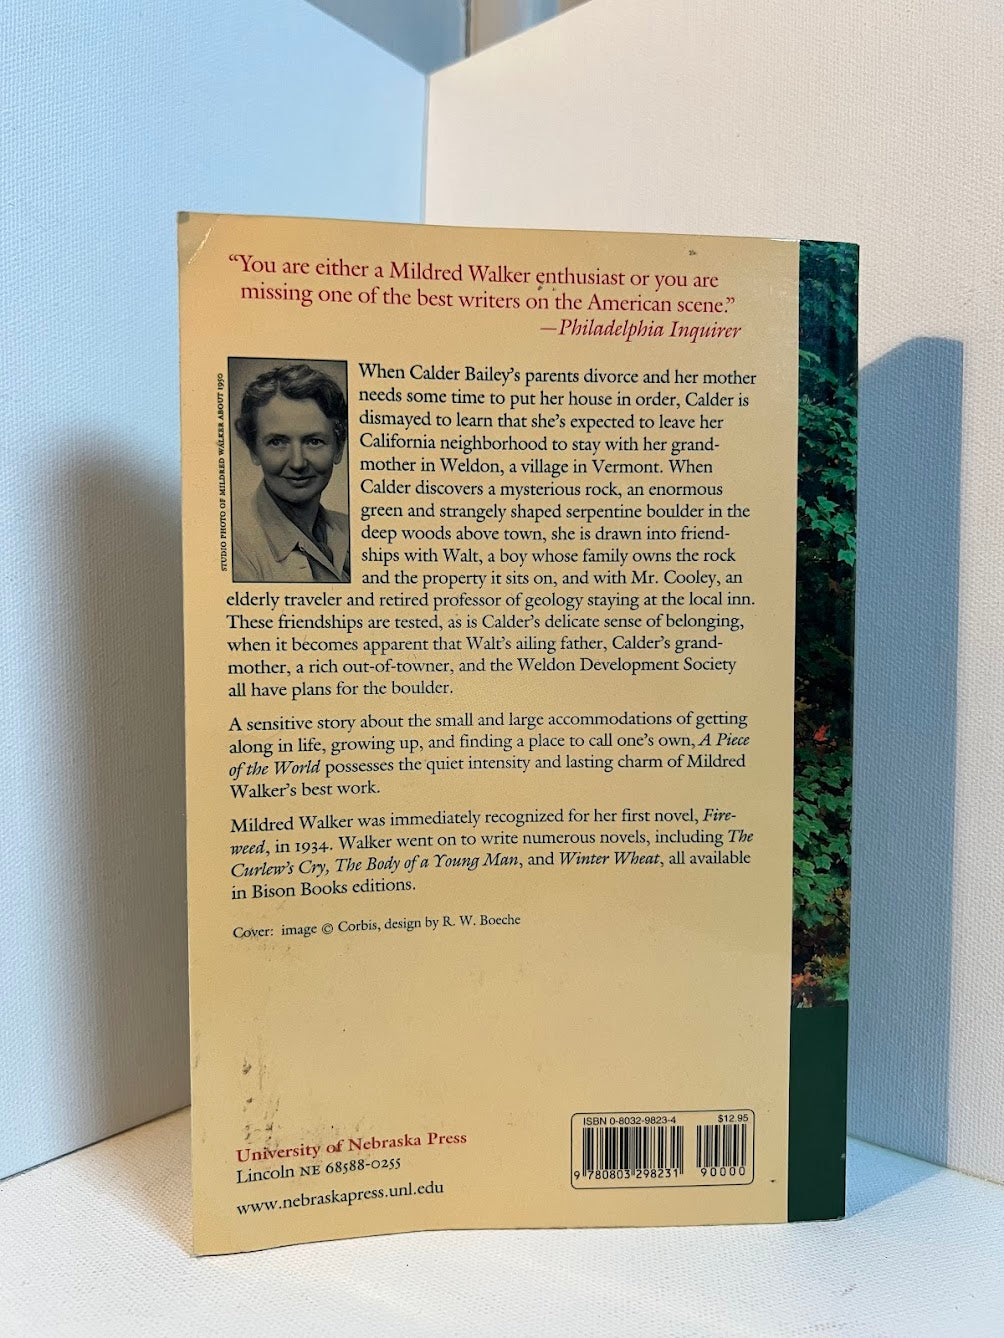 “You are either a Mildred Walker enthusiast or you are
missing one of the best writers on the American scene.”
—Philadelphia Inquirer
STUDIO PHOTO OF MILDRED WALKER ABOUT 1950
When Calder Bailey’s parents divorce and her mother
needs some time to put her house in order, Calder is
dismayed to learn that she’s expected to leave her
California neighborhood to stay with her grand-
mother in Weldon, a village in Vermont. When
Calder discovers a mysterious rock, an enormous
green and strangely shaped serpentine boulder in the
deep woods above town, she is drawn into friend-
ships with Walt, a boy whose family owns the rock
and the property it sits on, and with Mr. Cooley, an
elderly traveler and retired professor of geology staying at the local inn.
These friendships are tested, as is Calder’s delicate sense of belonging,
when it becomes apparent that Walt’s ailing father, Calder’s grand-
mother, a rich out-of-towner, and the Weldon Development Society
all have plans for the boulder.
A sensitive story about the small and large accommodations of getting
along in life, growing up, and finding a place to call one’s own, A Piece
of the World possesses the quiet intensity and lasting charm of Mildred
Walker’s best work.
Mildred Walker was immediately recognized for her first novel, Fire-
weed, in 1934. Walker went on to write numerous novels, including The
Curlew’s Cry, The Body of a Young Man, and Winter Wheat, all available
in Bison Books editions.
Cover: image © Corbis, design by R. W. Boeche
University of Nebraska Press
Lincoln NE 68588-0255
www.nebraskapress.unl.edu
ISBN 0-8032-9823-4 $12.95
9 780803 298231 90000